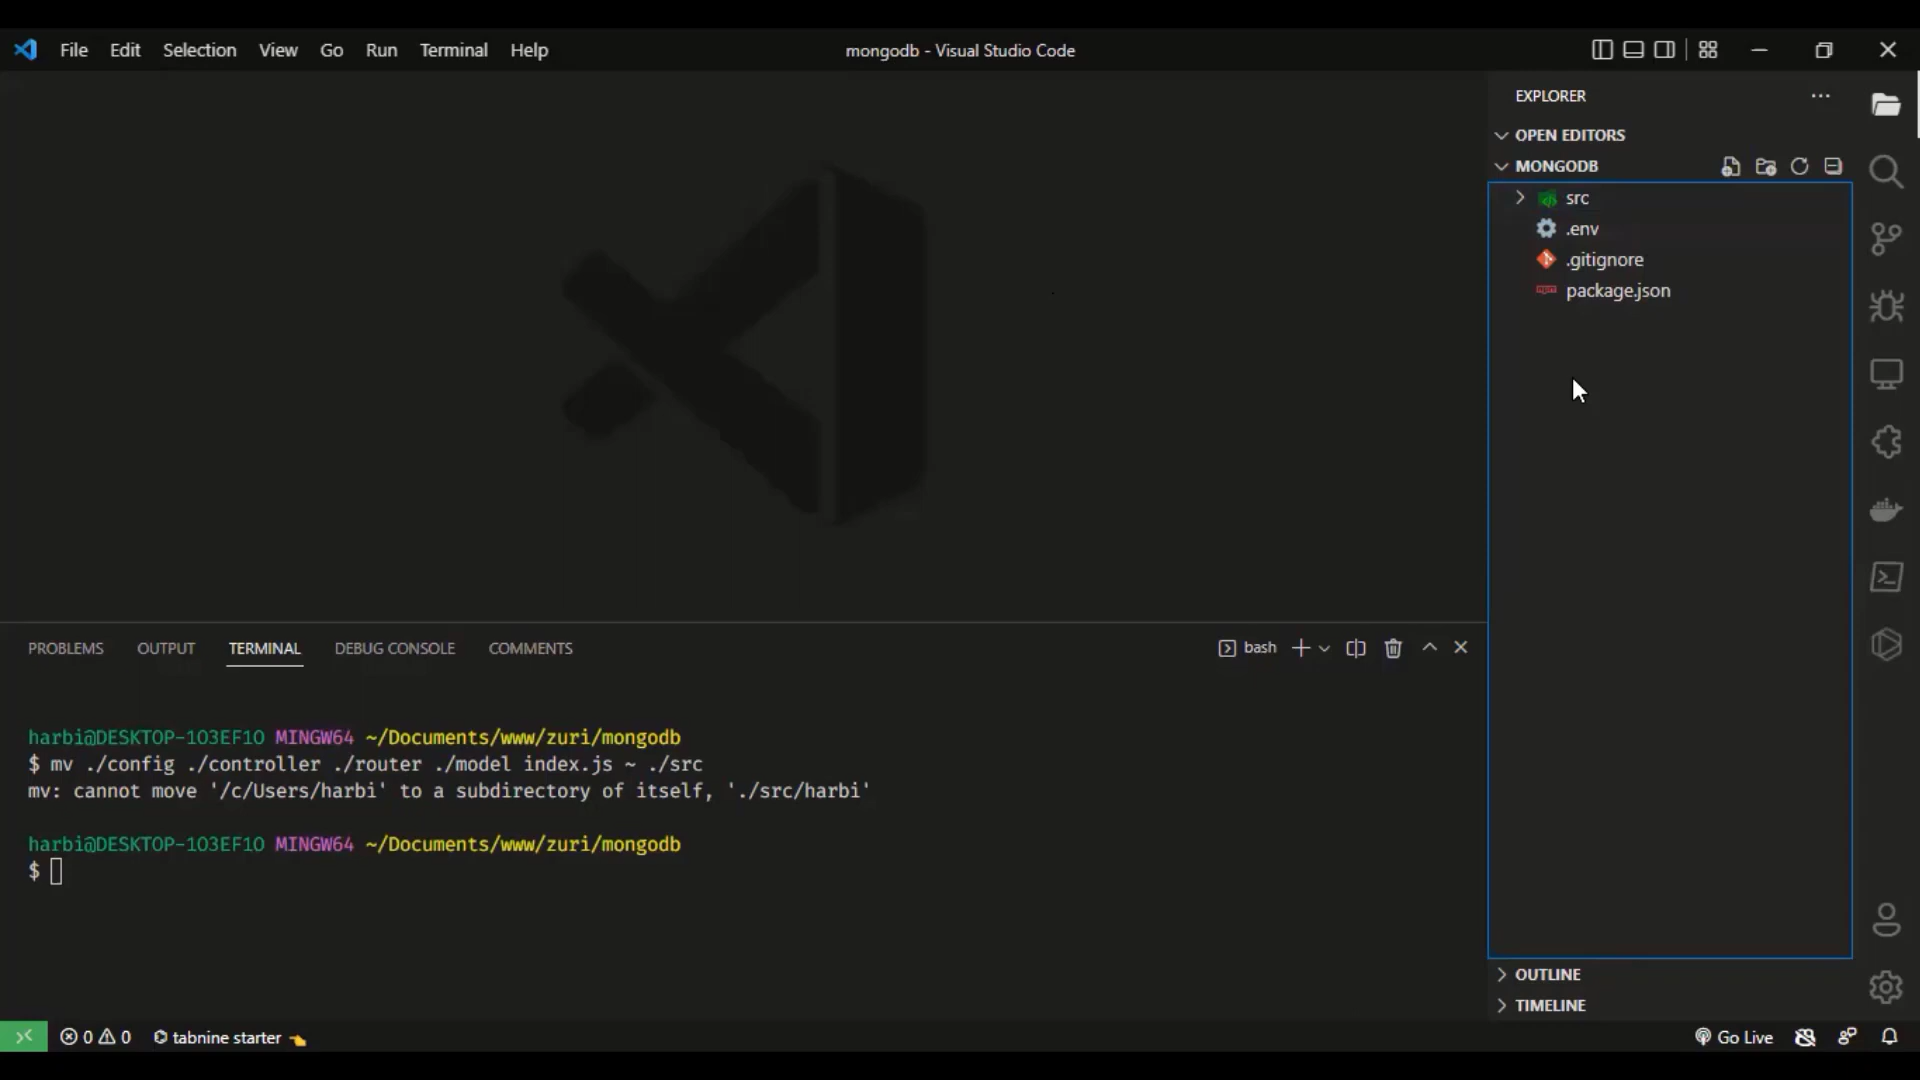 File Edit Selection View Go Run Terminal Help
mongodb - Visual Studio Code
EXPLORER
OPEN EDITORS
MONGODB
src
.env
.gitignore
package.json
PROBLEMS OUTPUT TERMINAL DEBUG CONSOLE COMMENTS
bash
harbi@DESKTOP-103EF10 MINGW64 ~/Documents/www/zuri/mongodb
$ mv ./config ./controller ./router ./model index.js ~ ./src
mv: cannot move '/c/Users/harbi' to a subdirectory of itself, './src/harbi'
harbi@DESKTOP-103EF10 MINGW64 ~/Documents/www/zuri/mongodb
$
OUTLINE
TIMELINE
0 0 tabnine starter
Go Live